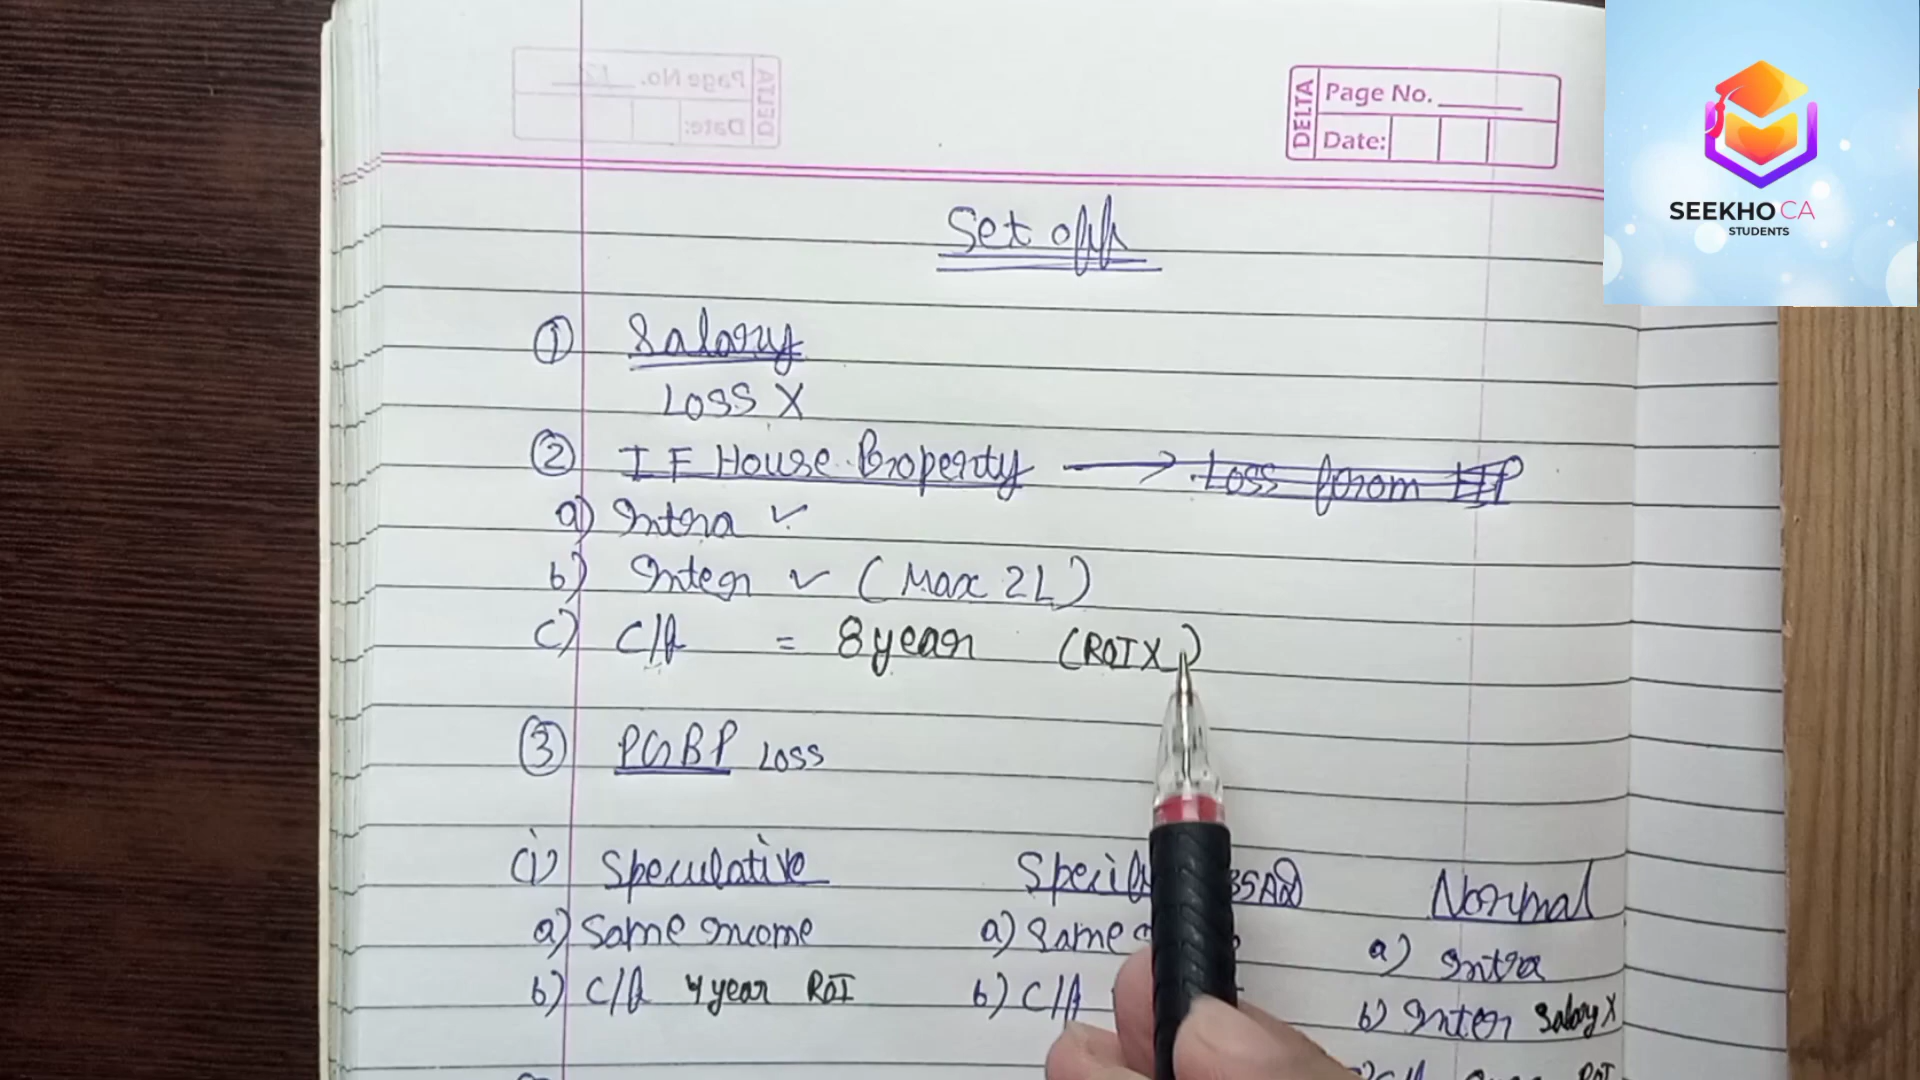 Page No.
DELTA
Date:
SEEKHO CA
STUDENTS
Set off
① Salary
Loss X
② IF House Property → Loss from HP
a) Intra ✓
b) Inter ✓ (Max 2L)
c) C/f = 8 year (ROI X)
③ PGBP Loss
(i) Speculative
a) Same Income
b) C/f 4 year ROI
35AD
a) Same
b) C/f
Normal
a) Intra
b) Inter Salary X